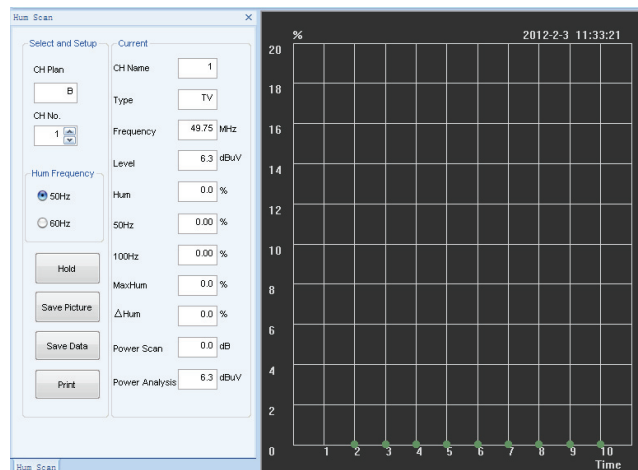 Hum Scan ×
Select and Setup
CH Plan
B
CH No.
1
Hum Frequency
50Hz
60Hz
Hold
Save Picture
Save Data
Print
Current
CH Name 1
Type TV
Frequency 49.75 MHz
Level 6.3 dBuV
Hum 0.0 %
50Hz 0.00 %
100Hz 0.00 %
MaxHum 0.0 %
△Hum 0.0 %
Power Scan 0.0 dB
Power Analysis 6.3 dBuV
Hum Scan
% 2012-2-3 11:33:21
20
18
16
14
12
10
8
6
4
2
0 1 2 3 4 5 6 7 8 9 10
Time